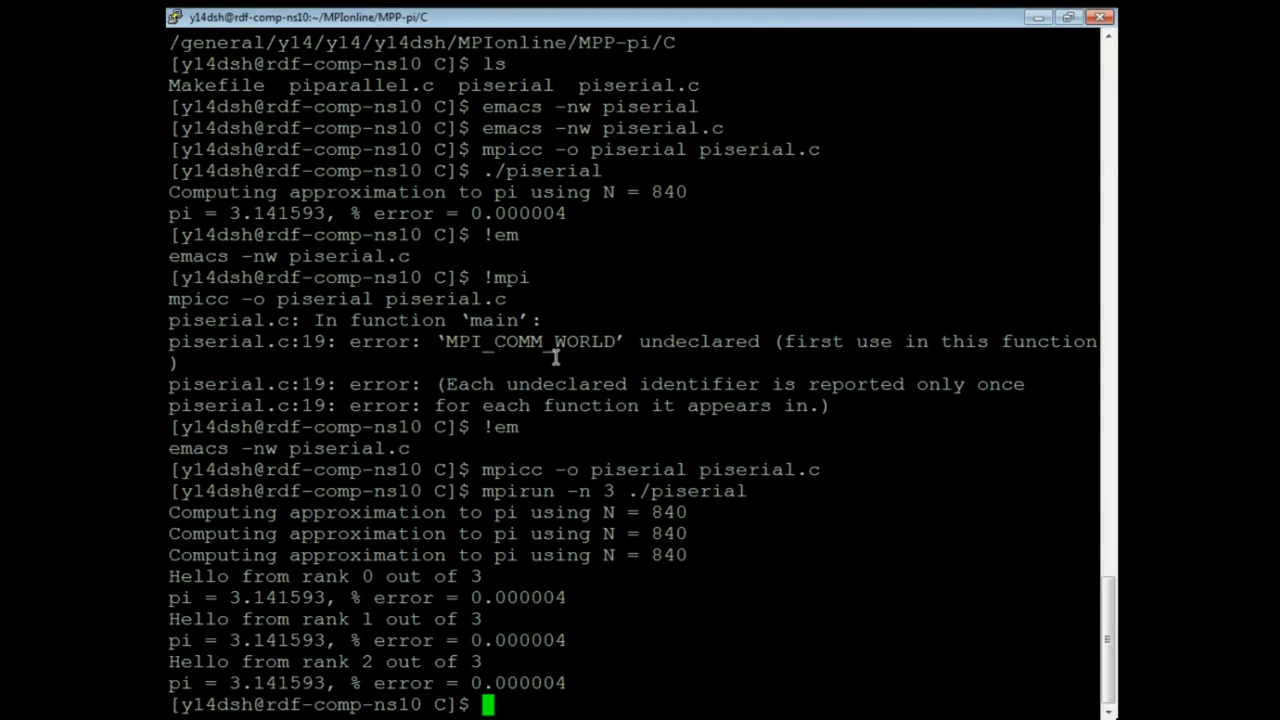 y14dsh@rdf-comp-ns10:~/MPIonline/MPP-pi/C
/general/y14/y14/y14dsh/MPIonline/MPP-pi/C
[y14dsh@rdf-comp-ns10 C]$ ls
Makefile  piparallel.c  piserial  piserial.c
[y14dsh@rdf-comp-ns10 C]$ emacs -nw piserial
[y14dsh@rdf-comp-ns10 C]$ emacs -nw piserial.c
[y14dsh@rdf-comp-ns10 C]$ mpicc -o piserial piserial.c
[y14dsh@rdf-comp-ns10 C]$ ./piserial
Computing approximation to pi using N = 840
pi = 3.141593, % error = 0.000004
[y14dsh@rdf-comp-ns10 C]$ !em
emacs -nw piserial.c
[y14dsh@rdf-comp-ns10 C]$ !mpi
mpicc -o piserial piserial.c
piserial.c: In function ‘main’:
piserial.c:19: error: ‘MPI_COMM_WORLD’ undeclared (first use in this function
)
piserial.c:19: error: (Each undeclared identifier is reported only once
piserial.c:19: error: for each function it appears in.)
[y14dsh@rdf-comp-ns10 C]$ !em
emacs -nw piserial.c
[y14dsh@rdf-comp-ns10 C]$ mpicc -o piserial piserial.c
[y14dsh@rdf-comp-ns10 C]$ mpirun -n 3 ./piserial
Computing approximation to pi using N = 840
Computing approximation to pi using N = 840
Computing approximation to pi using N = 840
Hello from rank 0 out of 3
pi = 3.141593, % error = 0.000004
Hello from rank 1 out of 3
pi = 3.141593, % error = 0.000004
Hello from rank 2 out of 3
pi = 3.141593, % error = 0.000004
[y14dsh@rdf-comp-ns10 C]$